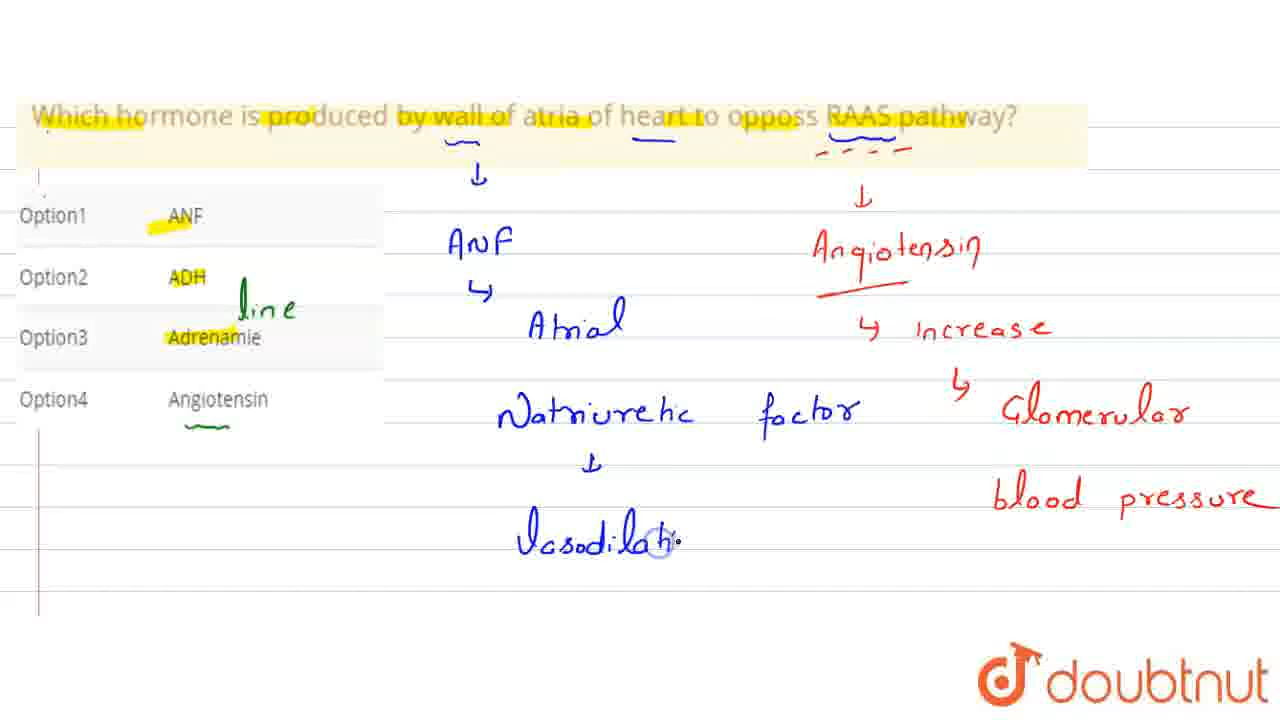 Which hormone is produced by wall of atria of heart to opposs RAAS pathway?
Option1 ANF
Option2 ADH
line
Option3 Adrenamie
Option4 Angiotensin
ANF
Atrial
Natriuretic factor
Vasodilati
Angiotensin
increase
Glomerular
blood pressure
doubtnut